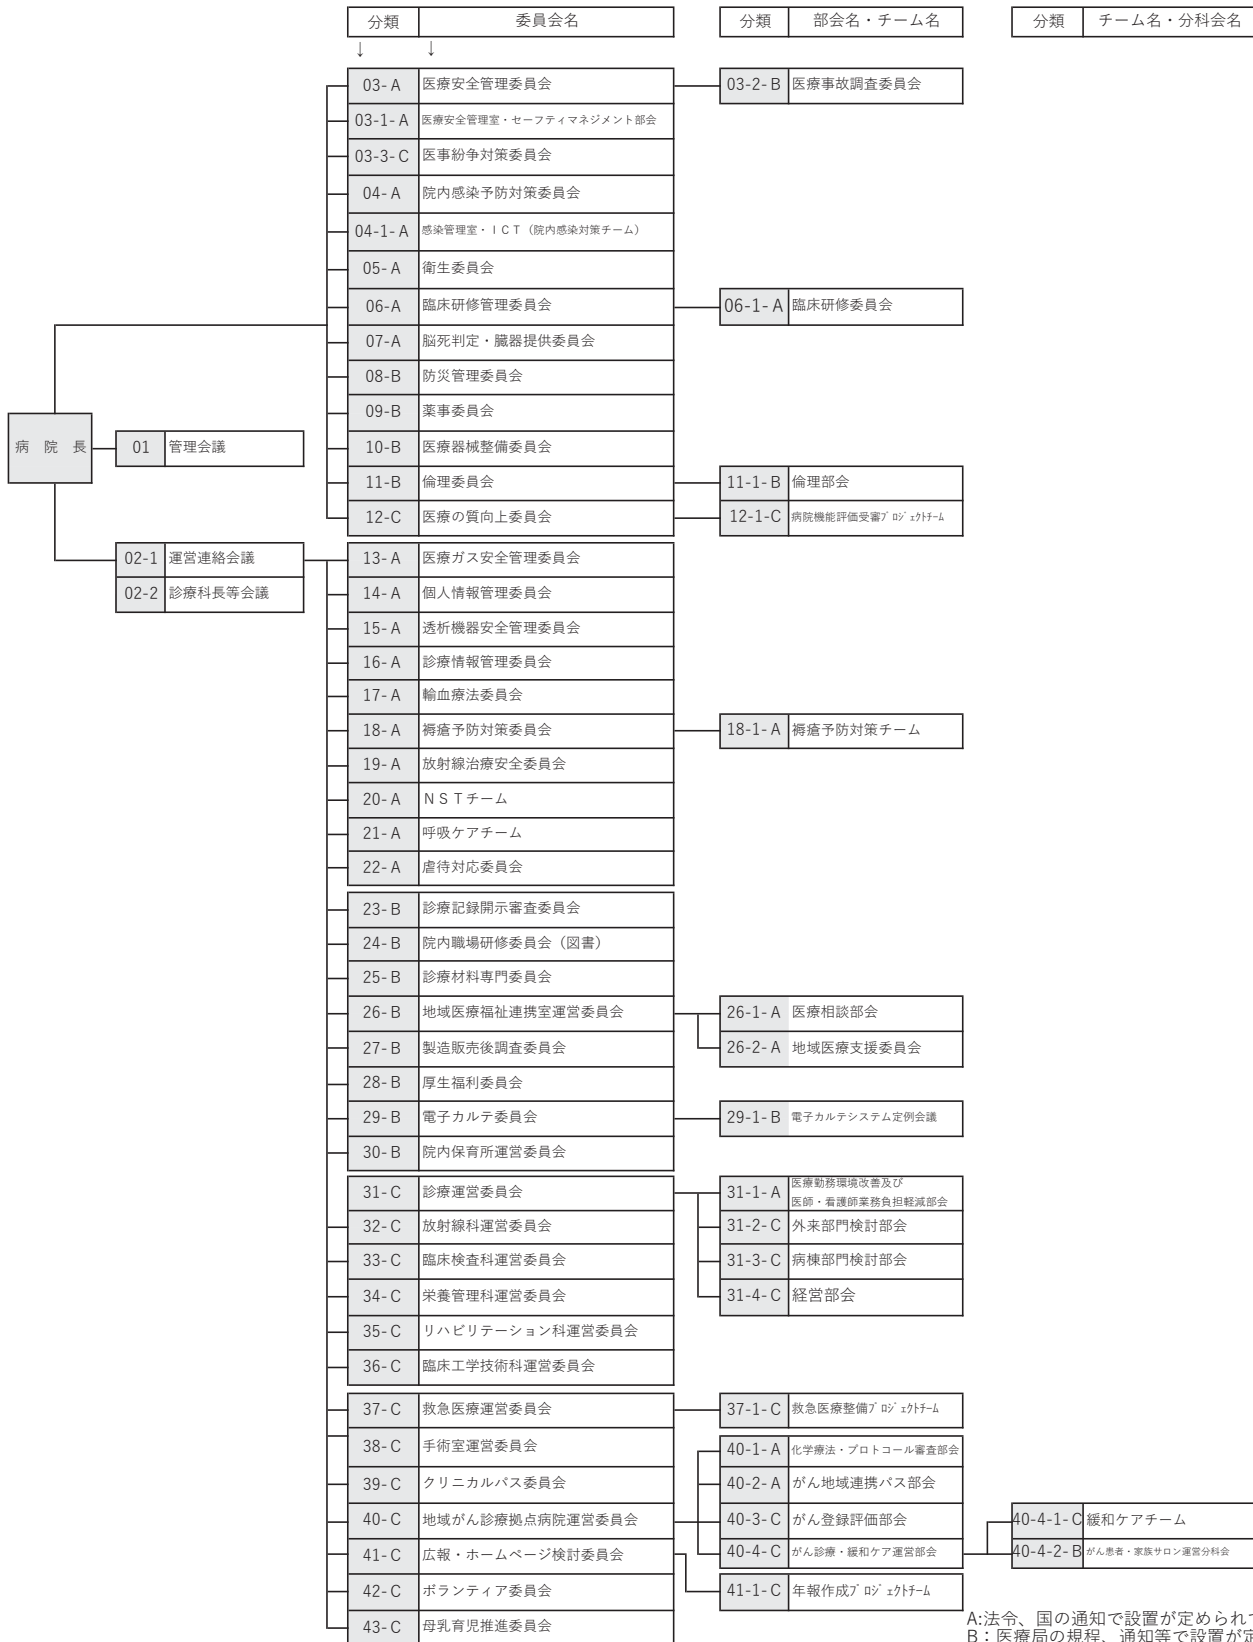 分類 委員会名 分類 部会名・チーム名 分類 チーム名・分科会名
↓ ↓
03-A 医療安全管理委員会 03-2-B 医療事故調査委員会
03-1-A 医療安全管理室・セーフティマネジメント部会
03-3-C 医事紛争対策委員会
04-A 院内感染予防対策委員会
04-1-A 感染管理室・ＩＣＴ（院内感染対策チーム）
05-A 衛生委員会
06-A 臨床研修管理委員会 06-1-A 臨床研修委員会
07-A 脳死判定・臓器提供委員会
08-B 防災管理委員会
09-B 薬事委員会
病院長 01 管理会議 10-B 医療器械整備委員会
11-B 倫理委員会 11-1-B 倫理部会
12-C 医療の質向上委員会 12-1-C 病院機能評価受審ﾌﾟﾛｼﾞｪｸﾄﾁｰﾑ
02-1 運営連絡会議 13-A 医療ガス安全管理委員会
02-2 診療科長等会議 14-A 個人情報管理委員会
15-A 透析機器安全管理委員会
16-A 診療情報管理委員会
17-A 輸血療法委員会
18-A 褥瘡予防対策委員会 18-1-A 褥瘡予防対策チーム
19-A 放射線治療安全委員会
20-A ＮＳＴチーム
21-A 呼吸ケアチーム
22-A 虐待対応委員会
23-B 診療記録開示審査委員会
24-B 院内職場研修委員会（図書）
25-B 診療材料専門委員会
26-B 地域医療福祉連携室運営委員会 26-1-A 医療相談部会
27-B 製造販売後調査委員会 26-2-A 地域医療支援委員会
28-B 厚生福利委員会
29-B 電子カルテ委員会 29-1-B 電子カルテシステム定例会議
30-B 院内保育所運営委員会
31-C 診療運営委員会 31-1-A 医療勤務環境改善及び
医師・看護師業務負担軽減部会
32-C 放射線科運営委員会 31-2-C 外来部門検討部会
33-C 臨床検査科運営委員会 31-3-C 病棟部門検討部会
34-C 栄養管理科運営委員会 31-4-C 経営部会
35-C リハビリテーション科運営委員会
36-C 臨床工学技術科運営委員会
37-C 救急医療運営委員会 37-1-C 救急医療整備ﾌﾟﾛｼﾞｪｸﾄﾁｰﾑ
38-C 手術室運営委員会 40-1-A 化学療法・プロトコール審査部会
39-C クリニカルパス委員会 40-2-A がん地域連携パス部会
40-C 地域がん診療拠点病院運営委員会 40-3-C がん登録評価部会 40-4-1-C 緩和ケアチーム
41-C 広報・ホームページ検討委員会 40-4-C がん診療・緩和ケア運営部会 40-4-2-B がん患者・家族サロン運営分科会
42-C ボランティア委員会 41-1-C 年報作成ﾌﾟﾛｼﾞｪｸﾄﾁｰﾑ
43-C 母乳育児推進委員会
A:法令、国の通知で設置が定められて
B：医療局の規程、通知等で設置が定